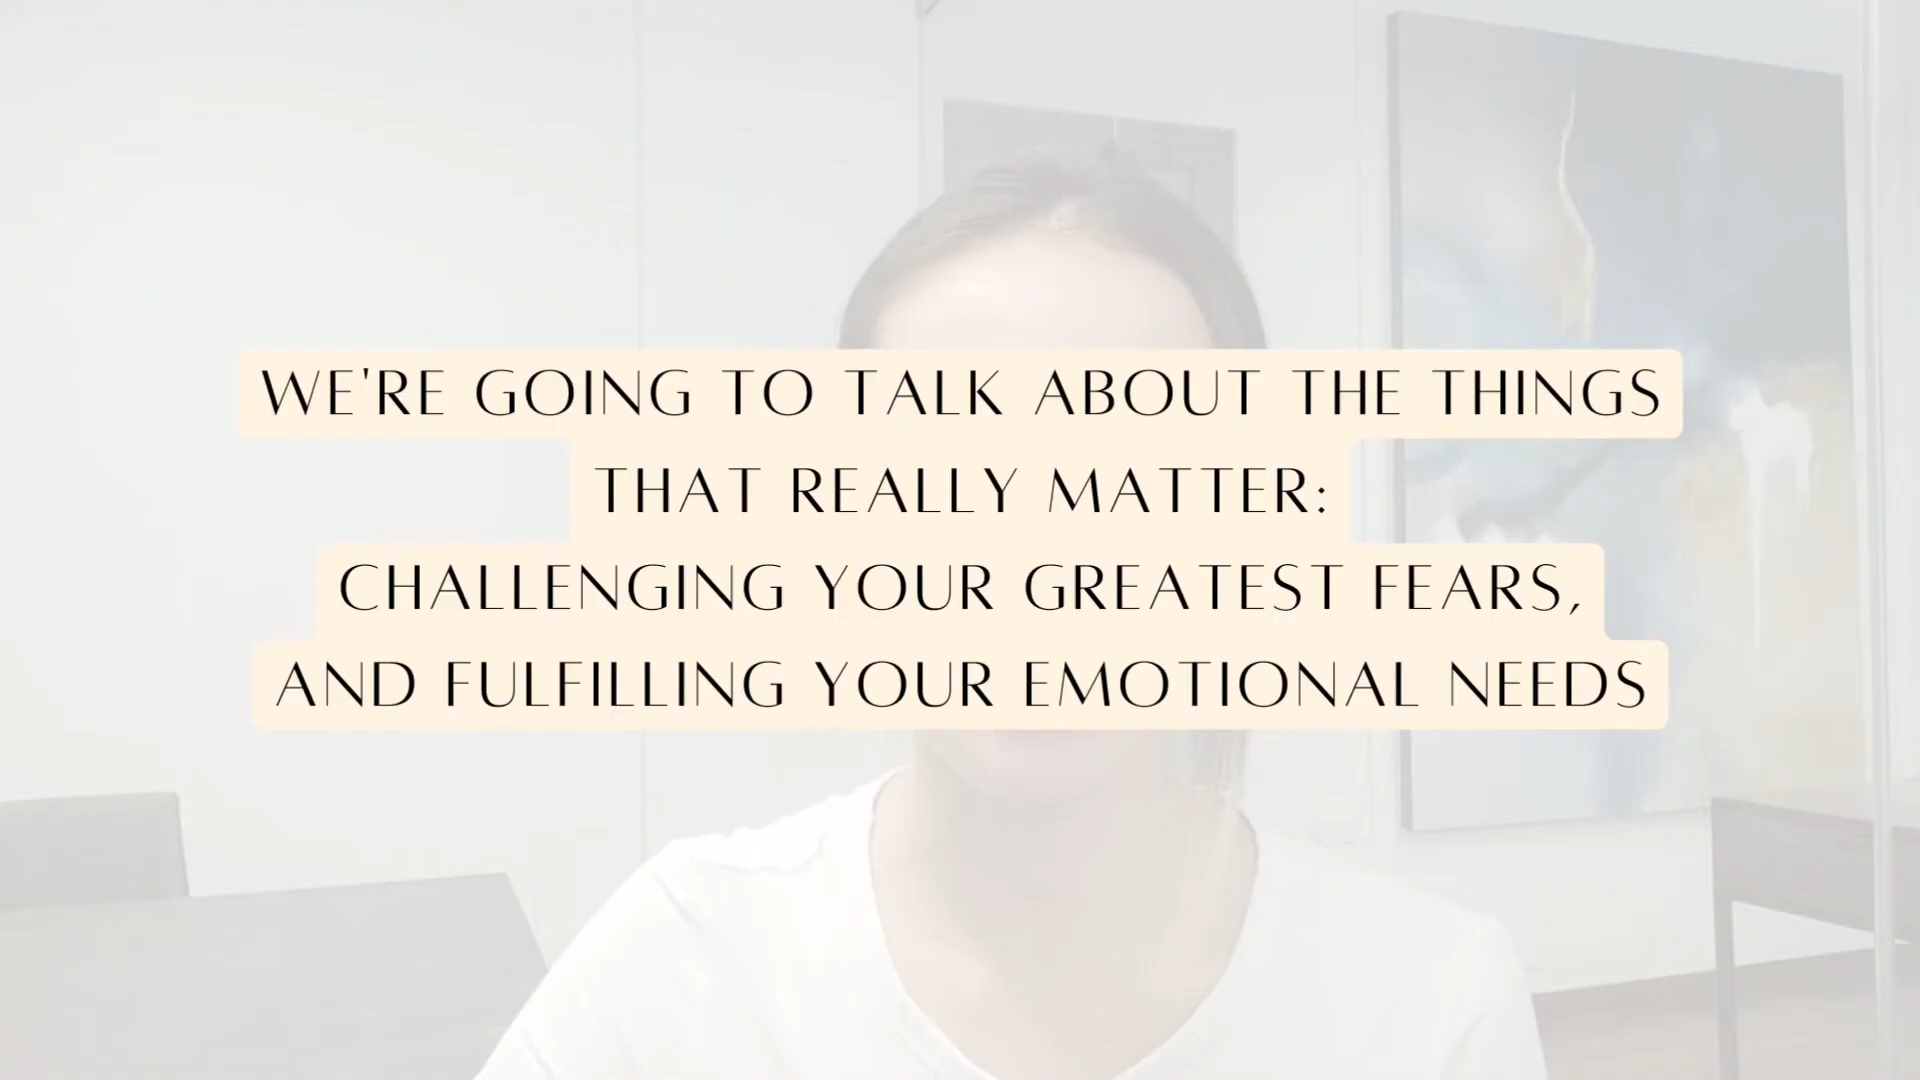 WE'RE GOING TO TALK ABOUT THE THINGS
THAT REALLY MATTER:
CHALLENGING YOUR GREATEST FEARS,
AND FULFILLING YOUR EMOTIONAL NEEDS